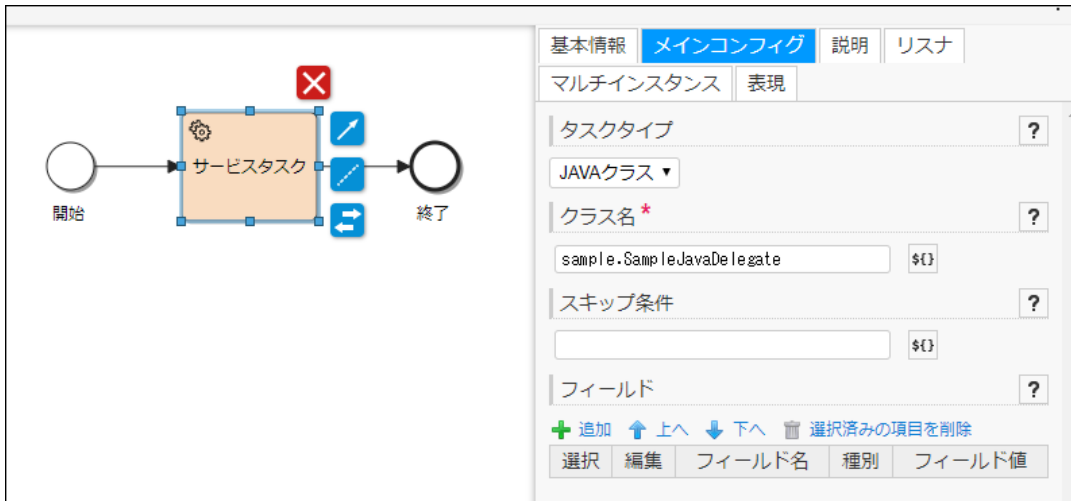 サービスタスク
開始
終了
基本情報 メインコンフィグ 説明 リスナ
マルチインスタンス 表現
タスクタイプ ?
JAVAクラス ▼
クラス名 * ?
sample.SampleJavaDelegate ${}
スキップ条件 ?
${}
フィールド ?
追加 上へ 下へ 選択済みの項目を削除
選択 編集 フィールド名 種別 フィールド値